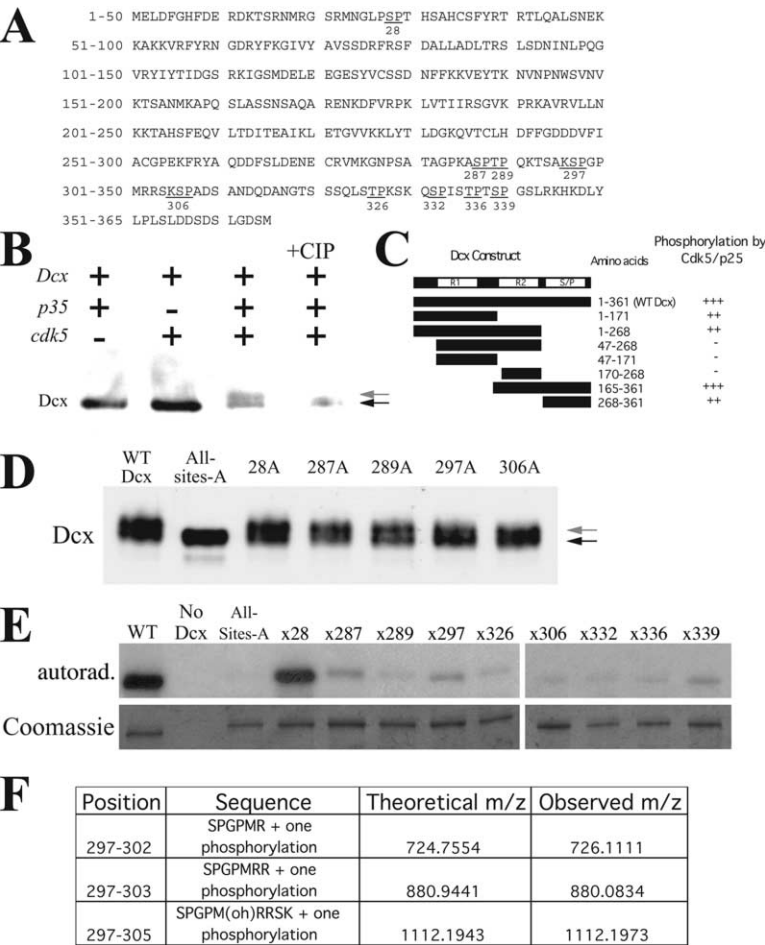 A
1-50 MELDFGHFDE RDKTSRNMRG SRMNGLPSPT HSAHCSFYRT RTLQALSNEK
28
51-100 KAKKVRFYRN GDRYFKGIVY AVSSDRFRSF DALLADLTRS LSDNINLPQG
101-150 VRYIYTIDGS RKIGSMDELE EGESYVCSSD NFFKKVEYTK NVNPNWSVNV
151-200 KTSANMKAPQ SLASSNSAQA RENKDFVRPK LVTIIRSGVK PRKAVRVLLN
201-250 KKTAHSFEQV LTDITEAIKL ETGVVKKLYT LDGKQVTCLH DFFGDDDVFI
251-300 ACGPEKFRYA QDDFSLDENE CRVMKGNPSA TAGPKASPTP QKTSAKSPGP
287 289 297
301-350 MRRSKSPADS ANDQDANGTS SSQLSTPKSK QSPISTPTSP GSLRKHKDLY
306 326 332 336 339
351-365 LPLSLDDSDS LGDSM
B
+CIP
Dcx + + + +
p35 + - + +
cdk5 - + + +
Dcx
C
Dcx Construct Amino acids Phosphorylation by
Cdk5/p25
R1 R2 S/P
1-361 (WT Dcx) +++
1-171 ++
1-268 ++
47-268 -
47-171 -
170-268 -
165-361 +++
268-361 ++
D
WT
Dcx All-
sites-A 28A 287A 289A 297A 306A
Dcx
E
WT No
Dcx All-
Sites-A x28 x287 x289 x297 x326 x306 x332 x336 x339
autorad.
Coomassie
F
Position Sequence Theoretical m/z Observed m/z
297-302 SPGPMR + one
phosphorylation 724.7554 726.1111
297-303 SPGPMRR + one
phosphorylation 880.9441 880.0834
297-305 SPGPM(oh)RRSK + one
phosphorylation 1112.1943 1112.1973